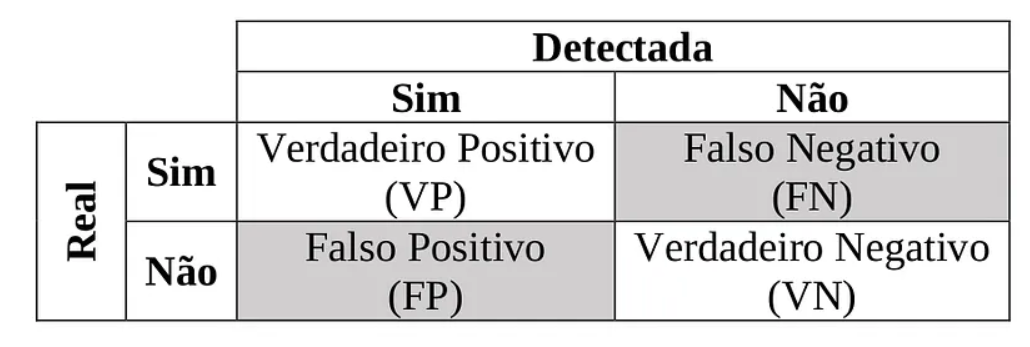 Detectada
Sim
Não
Real
Sim
Verdadeiro Positivo
(VP)
Falso Negativo
(FN)
Não
Falso Positivo
(FP)
Verdadeiro Negativo
(VN)